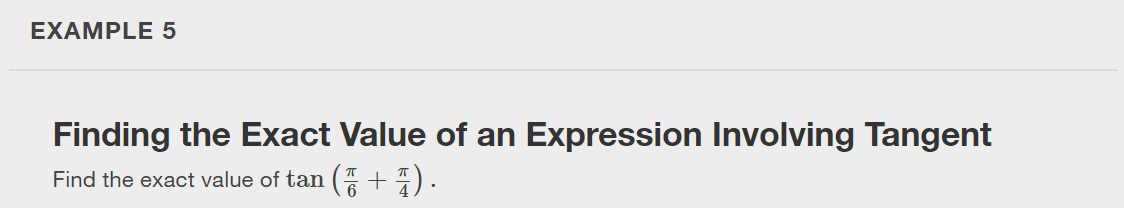 EXAMPLE 5
Finding the Exact Value of an Expression Involving Tangent
Find the exact value of tan (π/6 + π/4) .